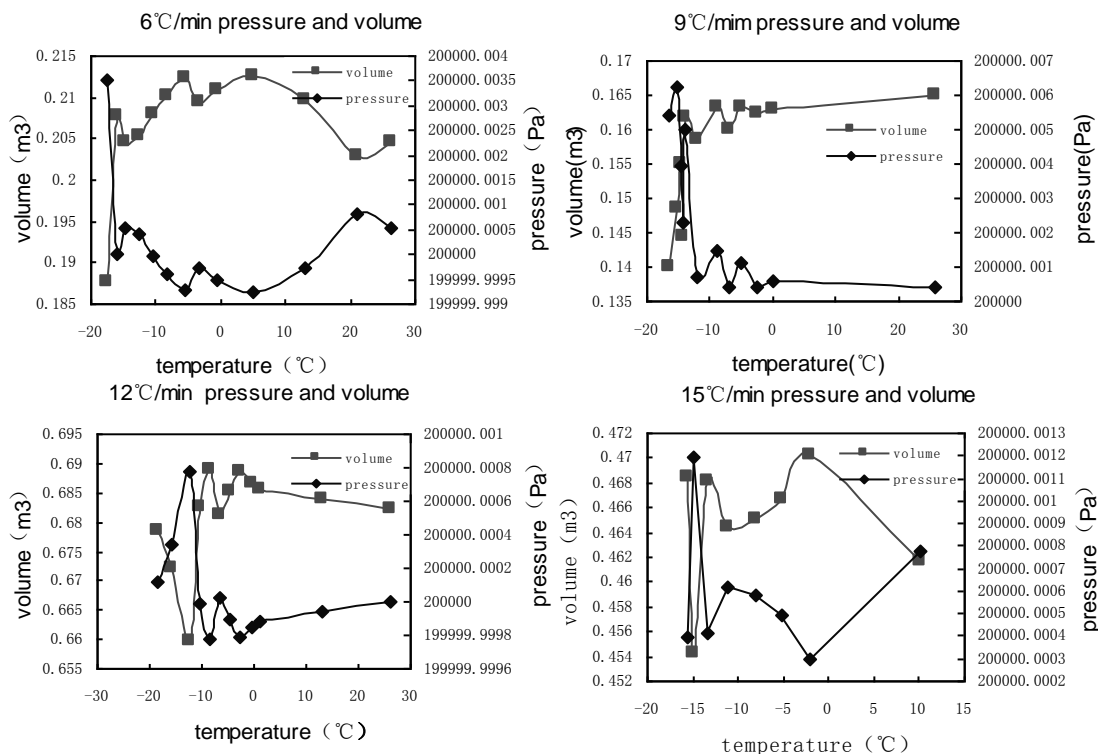 6℃/min pressure and volume
0.215
0.21
0.205
0.2
0.195
0.19
0.185
volume（m3）
200000.004
200000.0035
200000.003
200000.0025
200000.002
200000.0015
200000.001
200000.0005
200000
199999.9995
199999.999
pressure（Pa）
volume
pressure
-20 -10 0 10 20 30
temperature（℃）
9℃/mim pressure and volume
0.17
0.165
0.16
0.155
0.15
0.145
0.14
0.135
volume(m3)
200000.007
200000.006
200000.005
200000.004
200000.003
200000.002
200000.001
200000
pressure(Pa)
volume
pressure
-20 -10 0 10 20 30
temperature(℃)
12℃/min pressure and volume
0.695
0.69
0.685
0.68
0.675
0.67
0.665
0.66
0.655
volume（m3）
200000.001
200000.0008
200000.0006
200000.0004
200000.0002
200000
199999.9998
199999.9996
pressure（Pa）
volume
pressure
-30 -20 -10 0 10 20 30
temperature（℃）
15℃/min pressure and volume
0.472
0.47
0.468
0.466
0.464
0.462
0.46
0.458
0.456
0.454
0.452
volume（m3）
200000.0013
200000.0012
200000.0011
200000.001
200000.0009
200000.0008
200000.0007
200000.0006
200000.0005
200000.0004
200000.0003
200000.0002
pressure（Pa）
volume
pressure
-20 -15 -10 -5 0 5 10 15
temperature（℃）